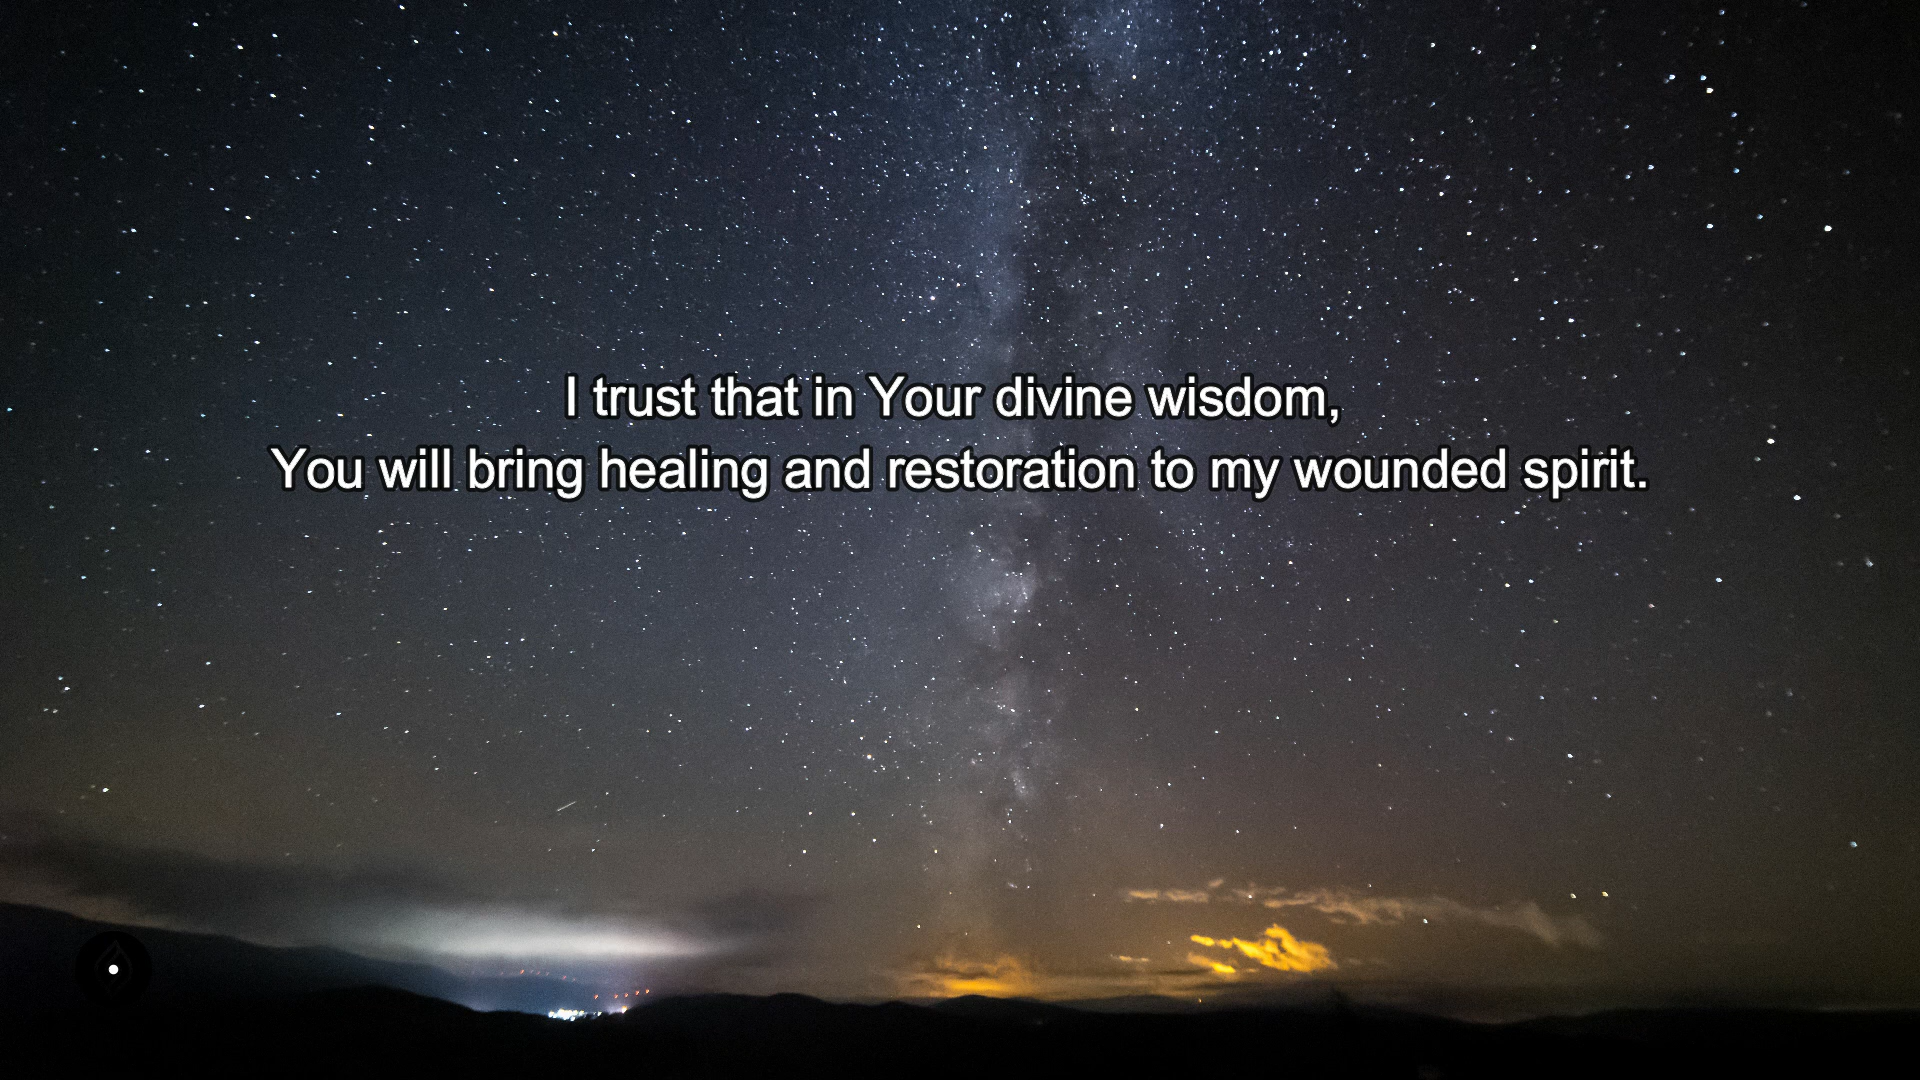 I trust that in Your divine wisdom,
You will bring healing and restoration to my wounded spirit.